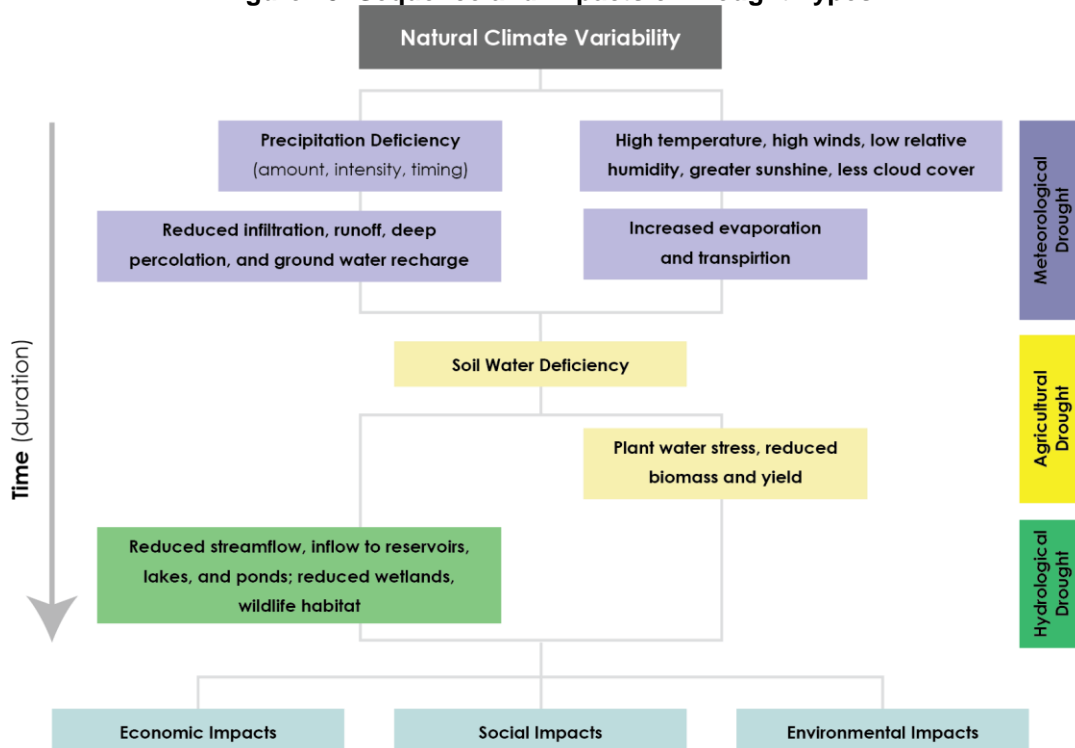 Natural Climate Variability
Precipitation Deficiency
(amount, intensity, timing)
High temperature, high winds, low relative
humidity, greater sunshine, less cloud cover
Reduced infiltration, runoff, deep
percolation, and ground water recharge
Increased evaporation
and transpirtion
Meteorological
Drought
Soil Water Deficiency
Plant water stress, reduced
biomass and yield
Agricultural
Drought
Time (duration)
Reduced streamflow, inflow to reservoirs,
lakes, and ponds; reduced wetlands,
wildlife habitat
Hydrological
Drought
Economic Impacts
Social Impacts
Environmental Impacts